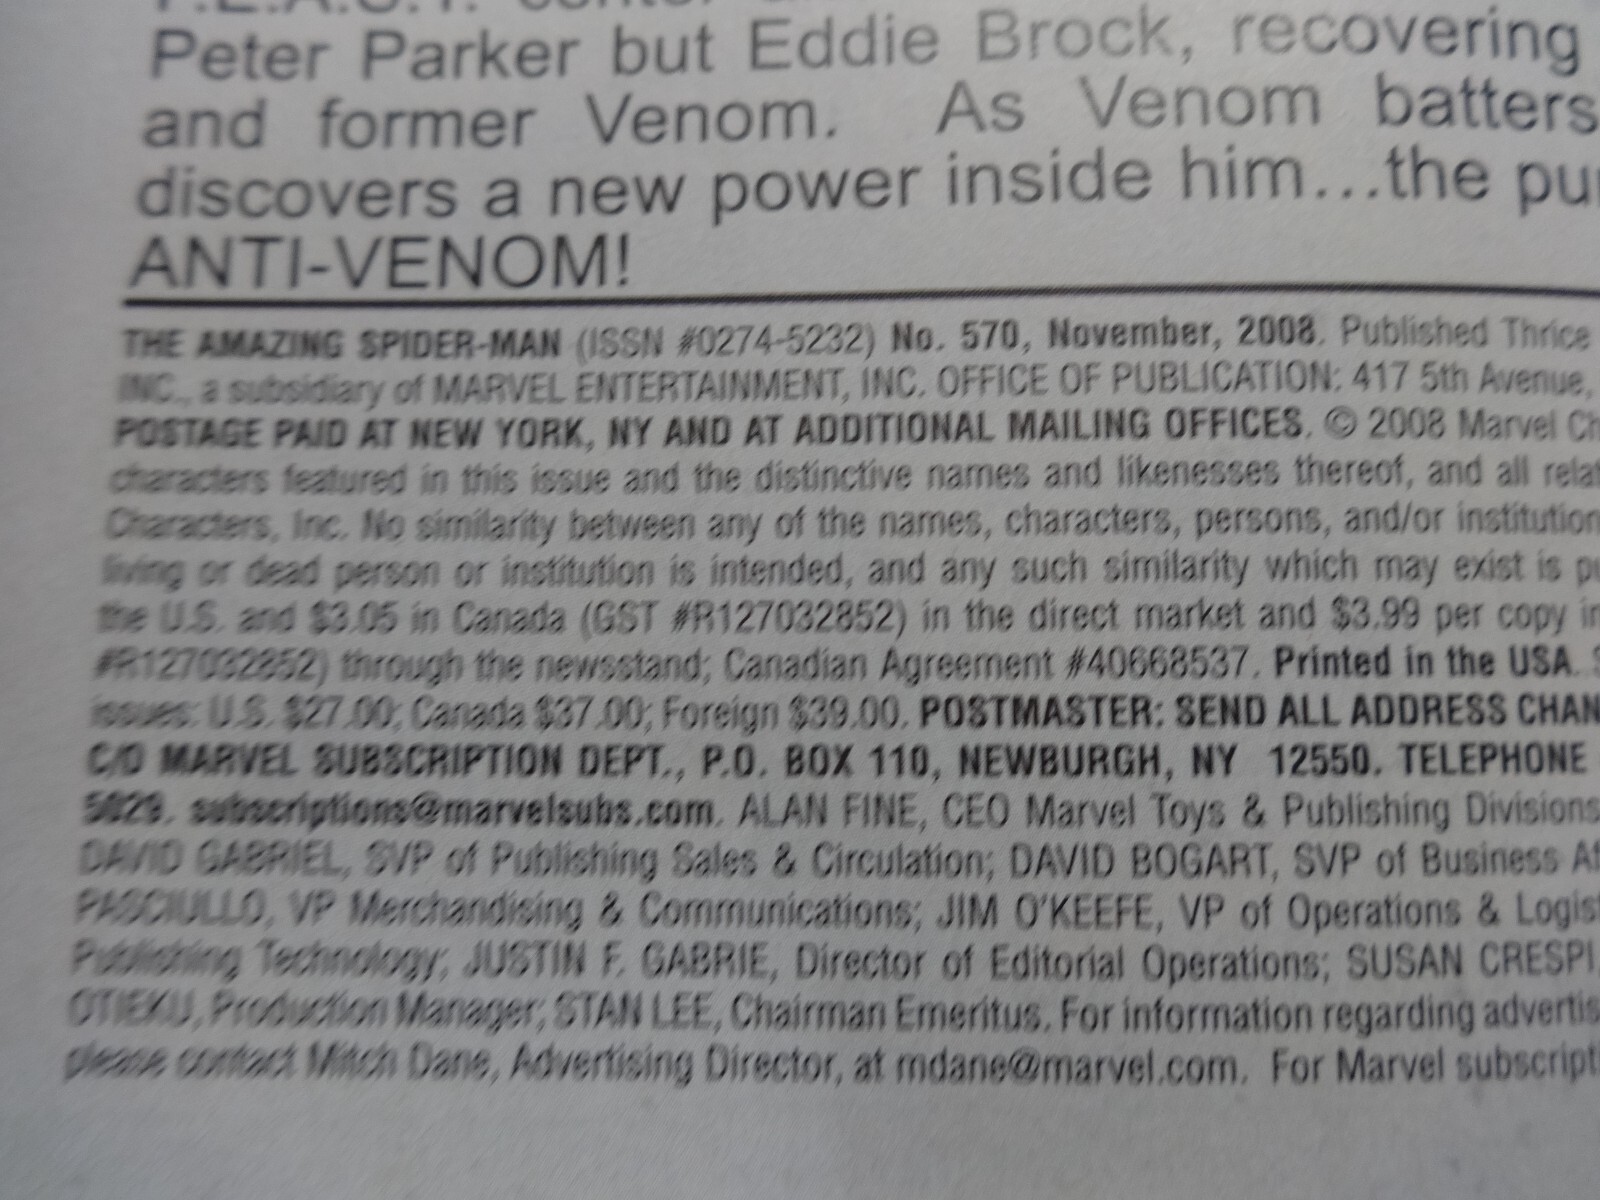 F.E.A.S.T. center
Peter Parker but Eddie Brock, recovering
and former Venom. As Venom batters
discovers a new power inside him...the
ANTI-VENOM!
THE AMAZING SPIDER-MAN (ISSN #0274-5232) No. 570, November, 2008. Published Thrice
INC., a subsidiary of MARVEL ENTERTAINMENT, INC. OFFICE OF PUBLICATION: 417 5th Avenue,
POSTAGE PAID AT NEW YORK, NY AND AT ADDITIONAL MAILING OFFICES. © 2008 Marvel
characters featured in this issue and the distinctive names and likenesses thereof, and all
Characters, Inc. No similarity between any of the names, characters, persons, and/or institution
living or dead person or institution is intended, and any such similarity which may exist is
the U.S. and $3.05 in Canada (GST #R127032852) in the direct market and $3.99 per copy in
#R127032852) through the newsstand; Canadian Agreement #40668537. Printed in the USA.
issues: U.S. $27.00; Canada $37.00; Foreign $39.00. POSTMASTER: SEND ALL ADDRESS CHAN
C/O MARVEL SUBSCRIPTION DEPT., P.O. BOX 110, NEWBURGH, NY 12550. TELEPHONE
5029. subscriptions@marvelsubs.com. ALAN FINE, CEO Marvel Toys & Publishing Divisions
DAVID GABRIEL, SVP of Publishing Sales & Circulation; DAVID BOGART, SVP of Business
PASCIULLO, VP Merchandising & Communications; JIM O'KEEFE, VP of Operations & Logist
Publishing Technology; JUSTIN F. GABRIE, Director of Editorial Operations; SUSAN CRESPI,
OTIEKU, Production Manager; STAN LEE, Chairman Emeritus. For information regarding advertis
please contact Mitch Dane, Advertising Director, at mdane@marvel.com. For Marvel subscript